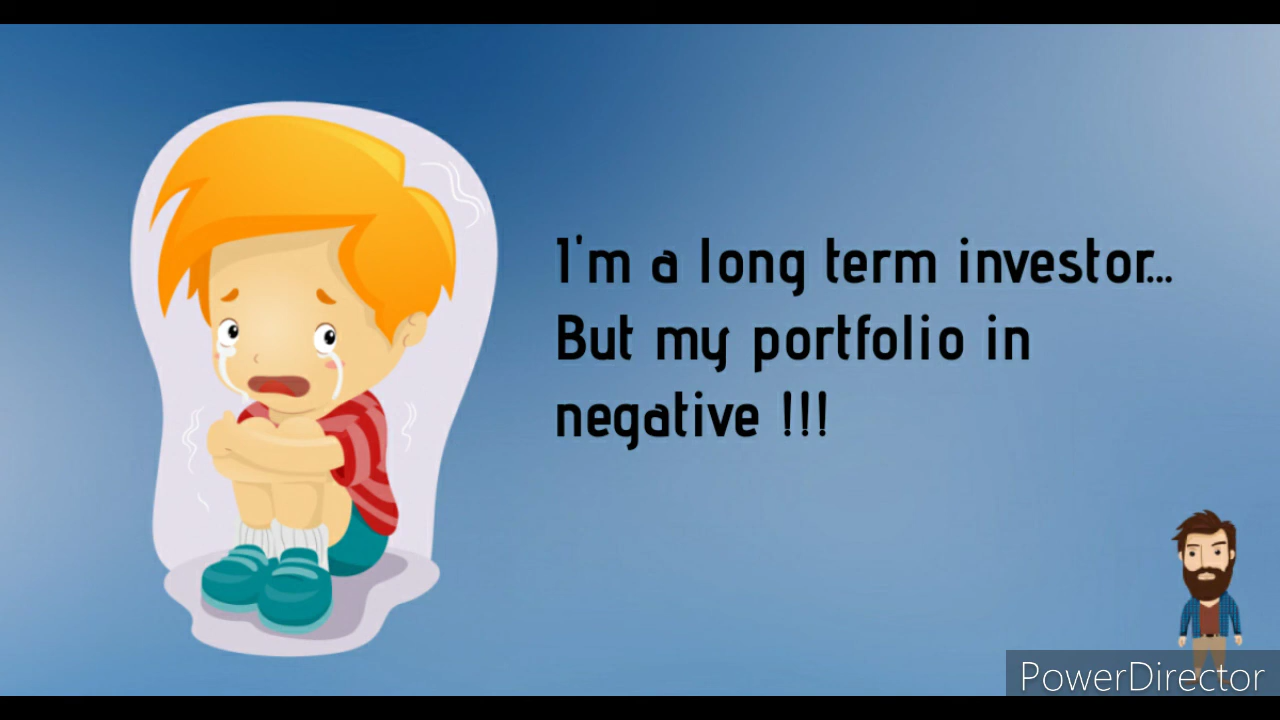 I'm a long term investor...
But my portfolio in
negative !!!
PowerDirector